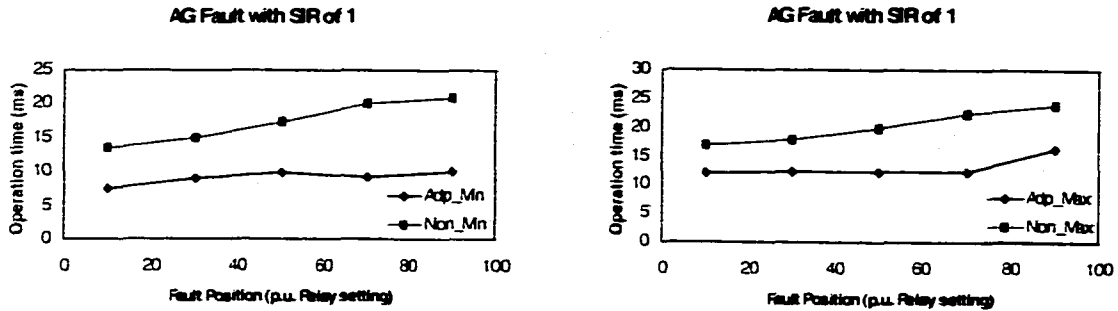 AG Fault with SIR of 1
25
20
15
10
5
0
Operation time (ms)
Adp_Min
Non_Min
0 20 40 60 80 100
Fault Position (p.u. Relay setting)
AG Fault with SIR of 1
30
25
20
15
10
5
0
Operation time (ms)
Adp_Max
Non_Max
0 20 40 60 80 100
Fault Position (p.u. Relay setting)